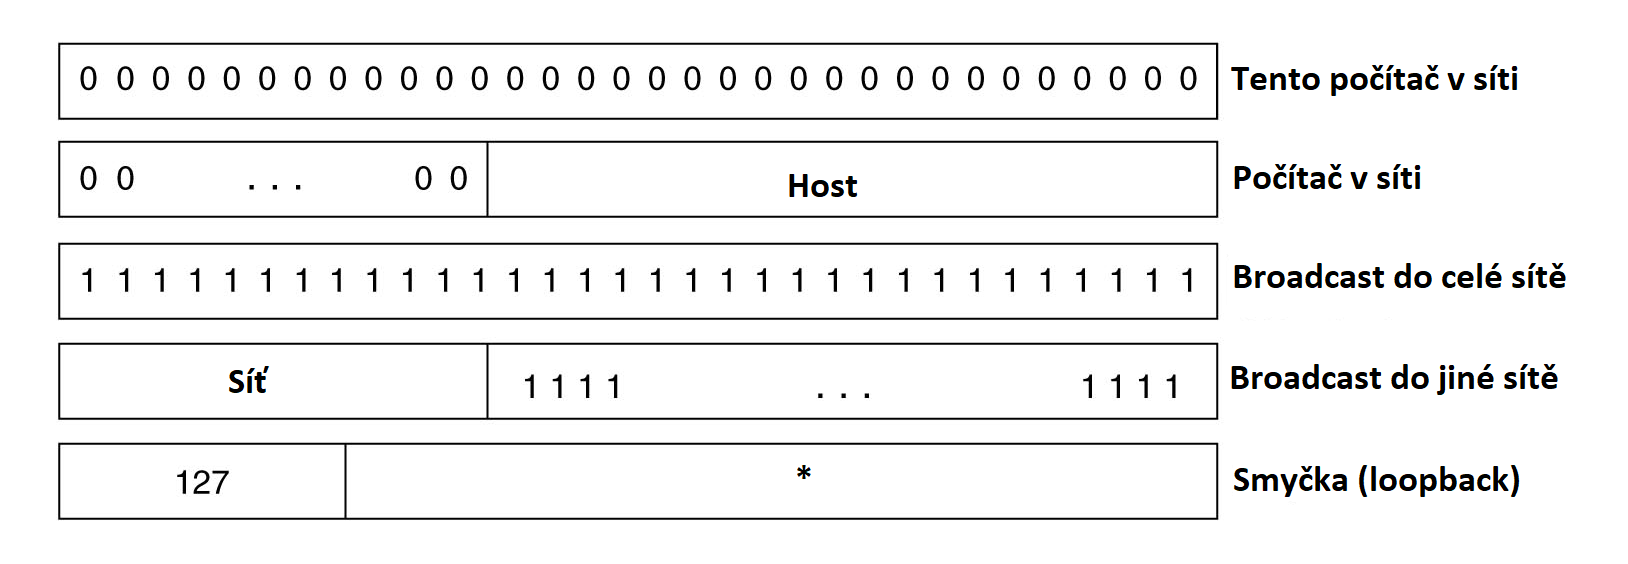 0 0 0 0 0 0 0 0 0 0 0 0 0 0 0 0 0 0 0 0 0 0 0 0 0 0 0 0 0 0 0 0 Tento počítač v síti
0 0 ... 0 0 Host Počítač v síti
1 1 1 1 1 1 1 1 1 1 1 1 1 1 1 1 1 1 1 1 1 1 1 1 1 1 1 1 1 1 1 1 Broadcast do celé sítě
Síť 1 1 1 1 ... 1 1 1 1 Broadcast do jiné sítě
127 * Smyčka (loopback)